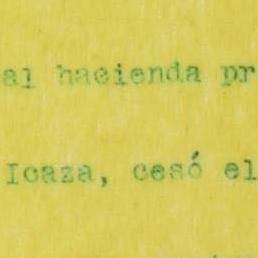 al hacienda pr
Icaza, cesó el